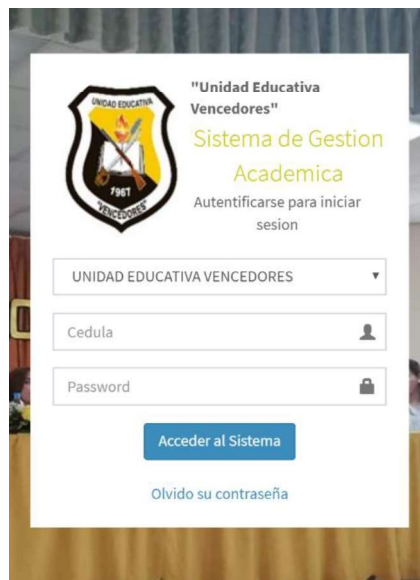 "Unidad Educativa
Vencedores"
Sistema de Gestion
Academica
Autentificarse para iniciar
sesion
UNIDAD EDUCATIVA
1967
"VENCEDORES"
UNIDAD EDUCATIVA VENCEDORES
Cedula
Password
Acceder al Sistema
Olvido su contraseña